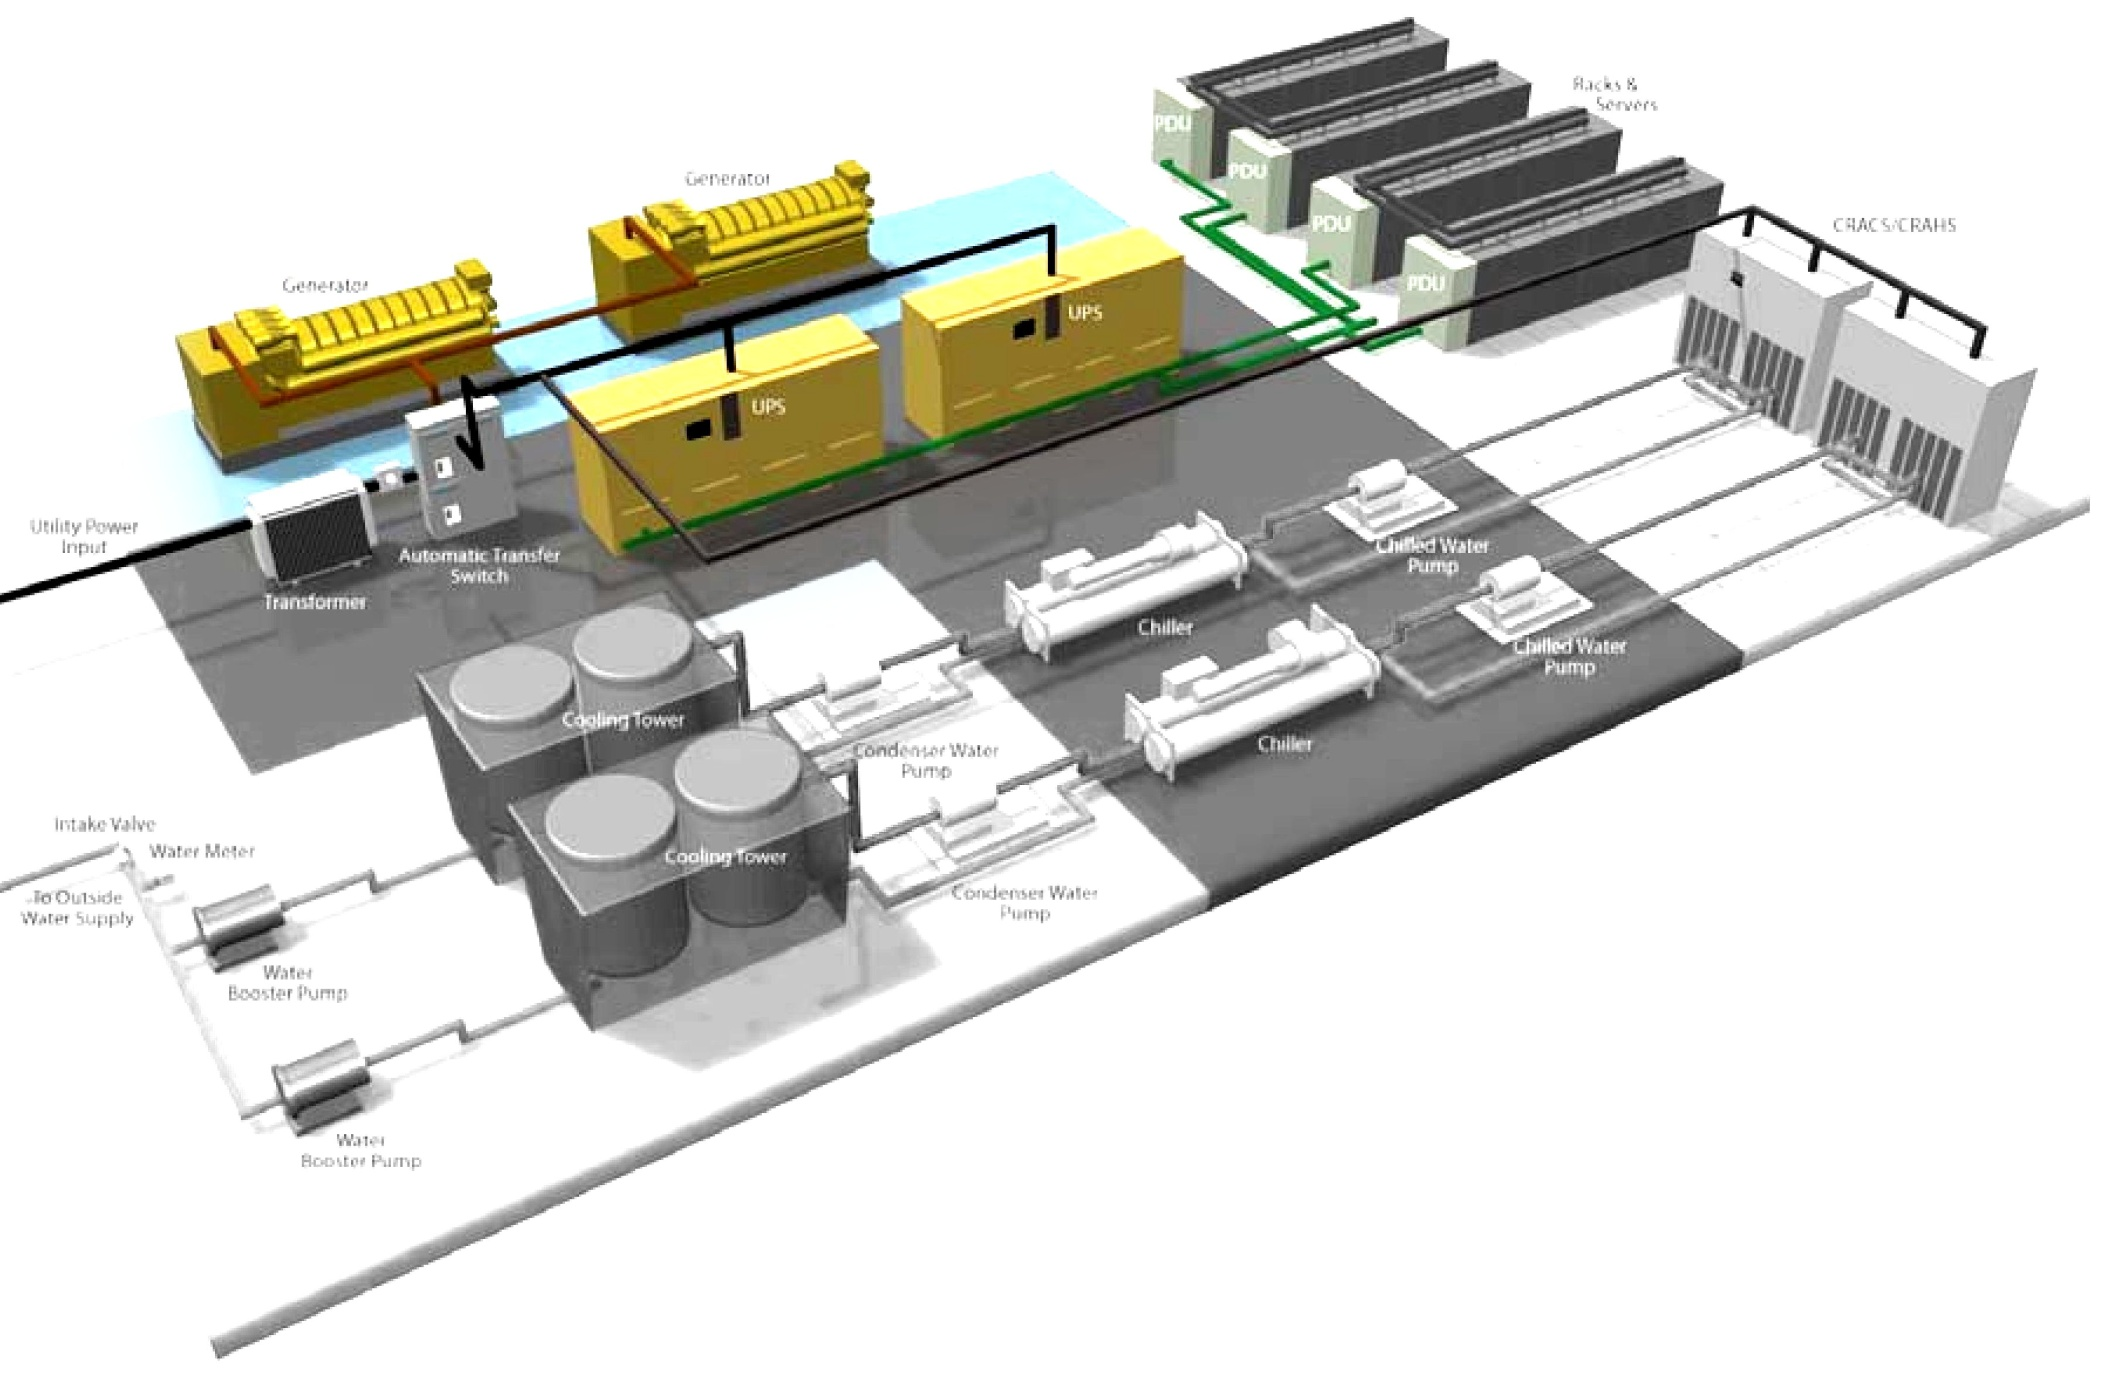 Racks &
Servers
PDU
PDU
PDU
PDU
Generator
Generator
CRACS/CRAHS
UPS
UPS
Utility Power
Input
Automatic Transfer
Switch
Transformer
Chilled Water
Pump
Chiller
Chilled Water
Pump
Cooling Tower
Condenser Water
Pump
Chiller
Intake Valve
Water Meter
Cooling Tower
To Outside
Water Supply
Condenser Water
Pump
Water
Booster Pump
Water
Booster Pump